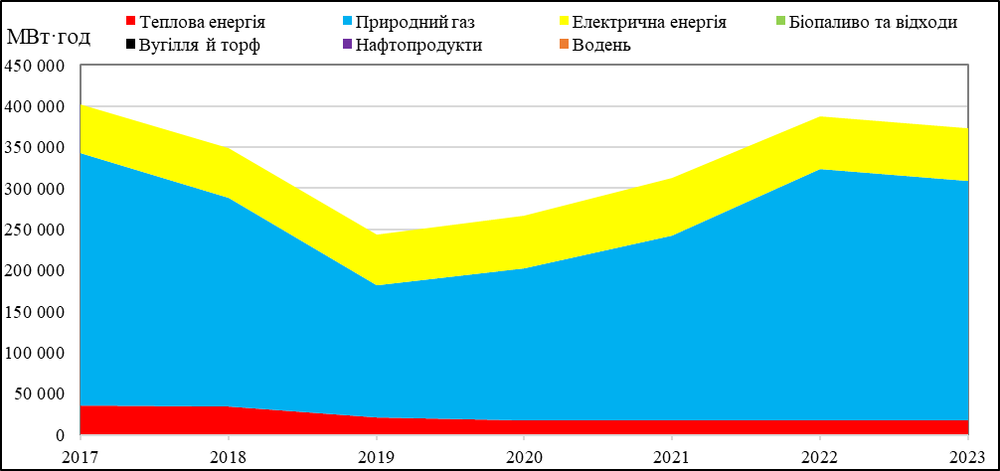 Теплова енергія Природний газ Електрична енергія Біопаливо та відходи
Вугілля й торф Нафтопродукти Водень
МВт·год
450 000
400 000
350 000
300 000
250 000
200 000
150 000
100 000
50 000
0
2017 2018 2019 2020 2021 2022 2023